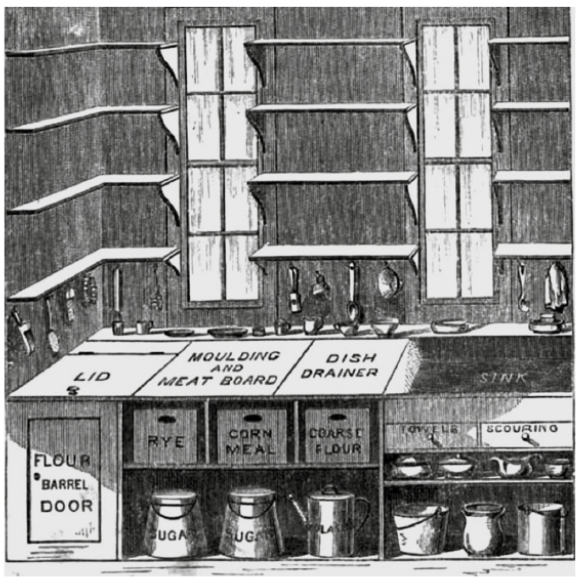 LID
MOULDING
AND
MEAT BOARD
DISH
DRAINER
SINK
RYE
CORN
MEAL
COARSE
FLOUR
TOWELS
SCOURING
FLOUR
BARREL
DOOR
SUGAR
SUGAR